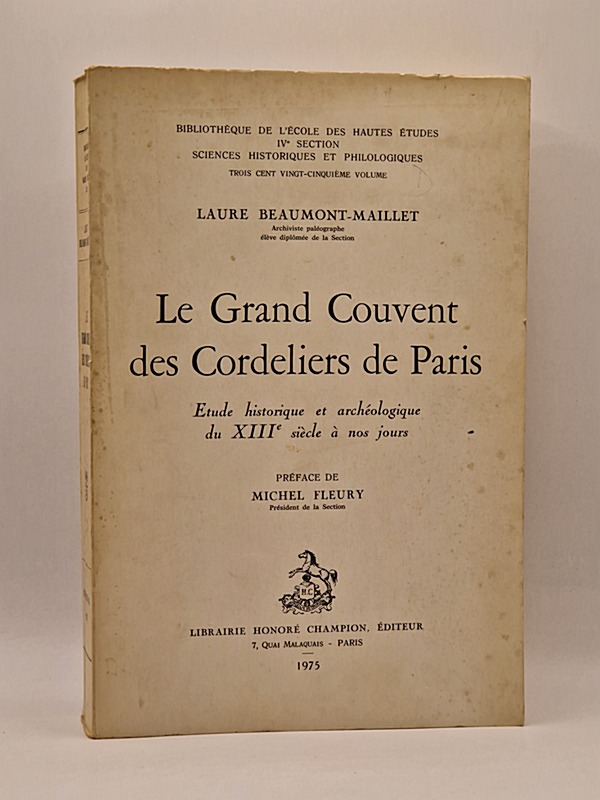 BIBLIOTHÈQUE DE L'ÉCOLE DES HAUTES ÉTUDES
IVe SECTION
SCIENCES HISTORIQUES ET PHILOLOGIQUES
TROIS CENT VINGT-CINQUIÈME VOLUME
LAURE BEAUMONT-MAILLET
Archiviste paléographe
élève diplômée de la Section
Le Grand Couvent
des Cordeliers de Paris
Etude historique et archéologique
du XIIIe siècle à nos jours
PRÉFACE DE
MICHEL FLEURY
Président de la Section
H.C
LIBRAIRIE HONORÉ CHAMPION, ÉDITEUR
7, QUAI MALAQUAIS - PARIS
1975